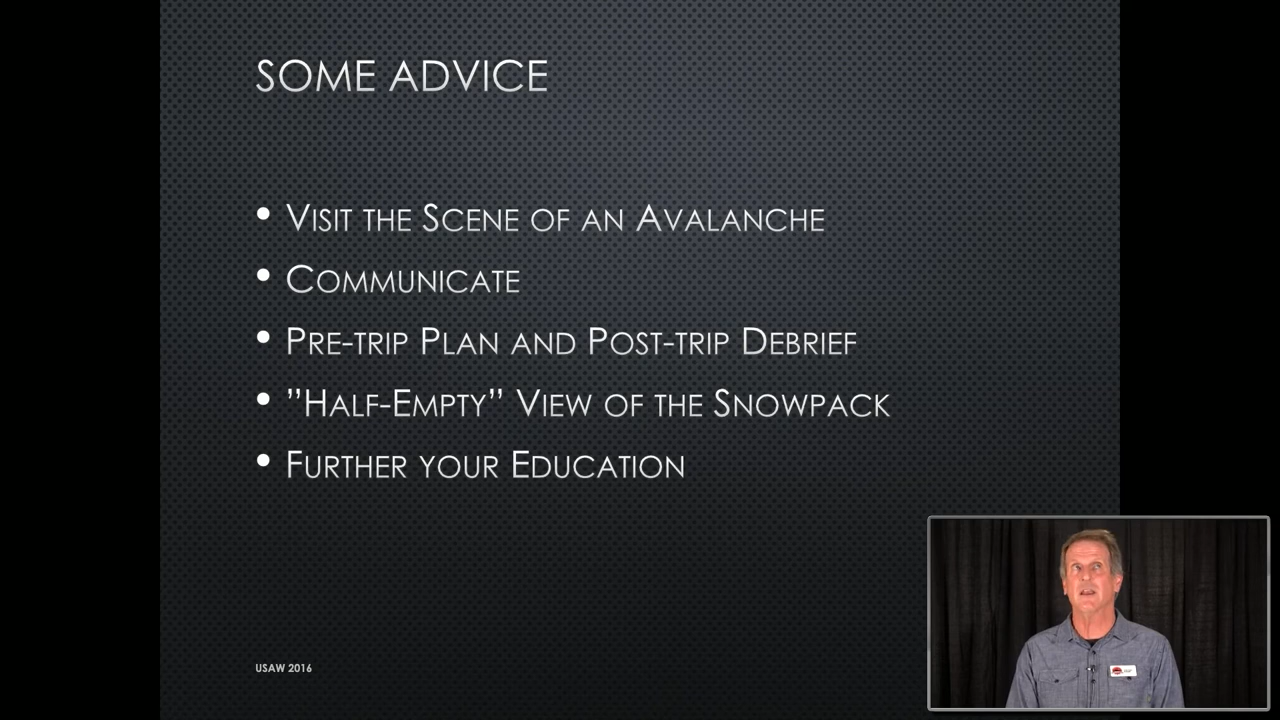 SOME ADVICE
• VISIT THE SCENE OF AN AVALANCHE
• COMMUNICATE
• PRE-TRIP PLAN AND POST-TRIP DEBRIEF
• ”HALF-EMPTY” VIEW OF THE SNOWPACK
• FURTHER YOUR EDUCATION
USAW 2016